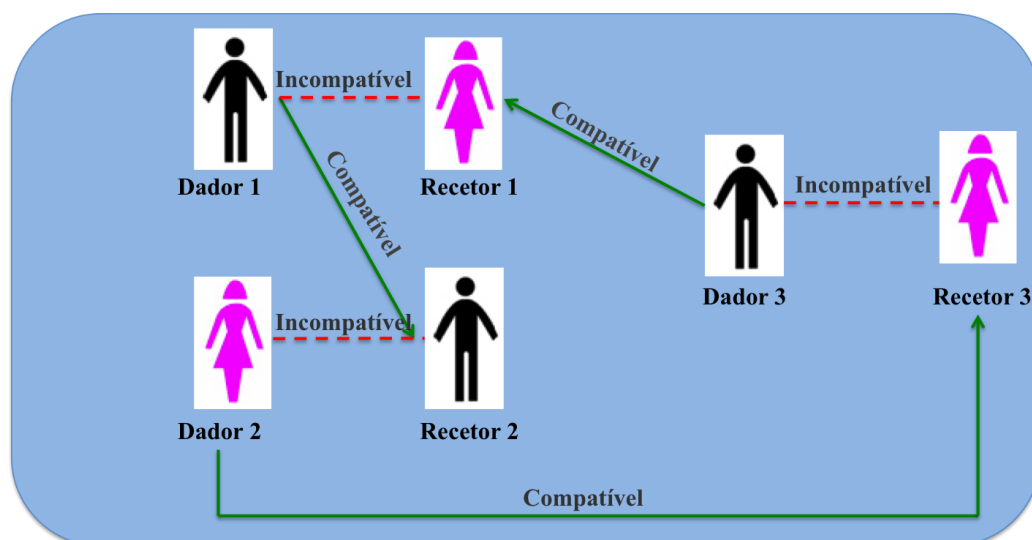 Incompatível
Dador 1
Recetor 1
Compatível
Compatível
Incompatível
Dador 3
Recetor 3
Incompatível
Dador 2
Recetor 2
Compatível